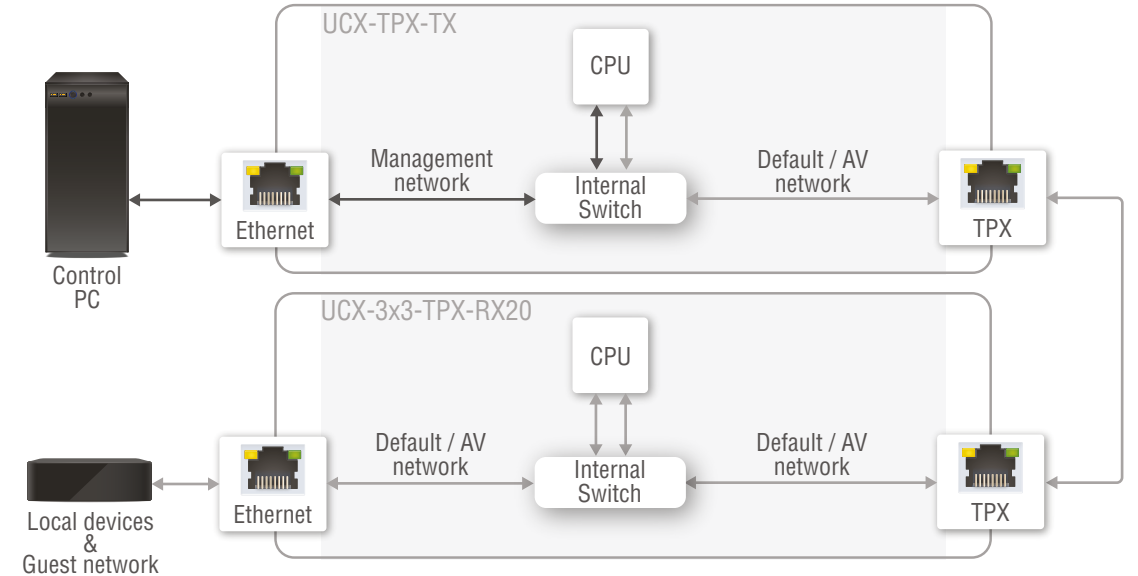 UCX-TPX-TX
CPU
Management
network
Default / AV
network
Internal
Switch
Ethernet
TPX
Control
PC
UCX-3x3-TPX-RX20
CPU
Default / AV
network
Default / AV
network
Internal
Switch
Ethernet
TPX
Local devices
&
Guest network